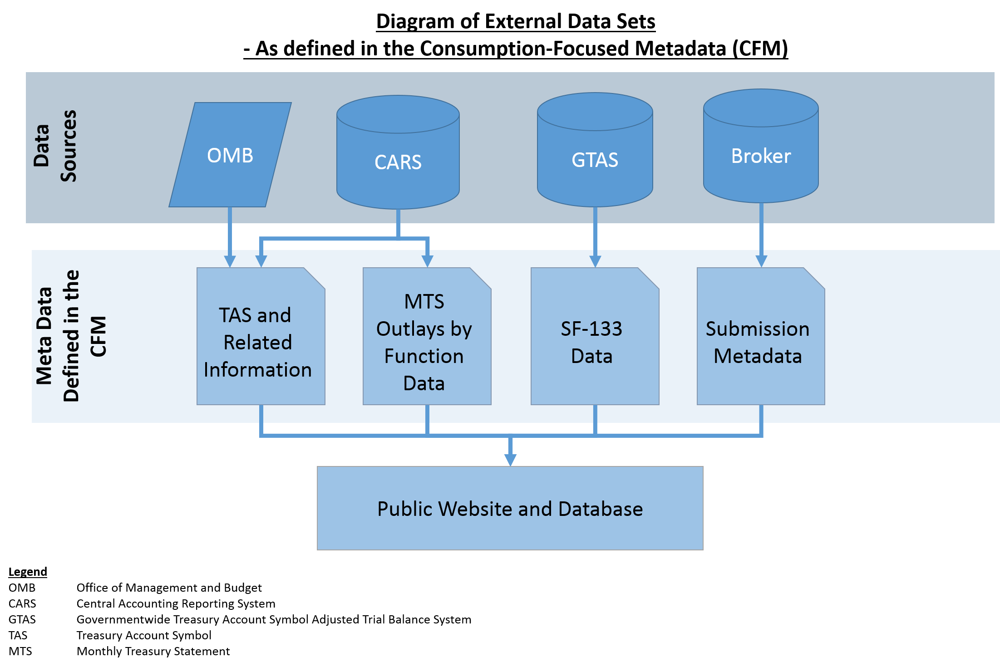 Diagram of External Data Sets
- As defined in the Consumption-Focused Metadata (CFM)
Data
Sources
OMB
CARS
GTAS
Broker
Meta Data
Defined in the
CFM
TAS and
Related
Information
MTS
Outlays by
Function
Data
SF-133
Data
Submission
Metadata
Public Website and Database
Legend
OMB Office of Management and Budget
CARS Central Accounting Reporting System
GTAS Governmentwide Treasury Account Symbol Adjusted Trial Balance System
TAS Treasury Account Symbol
MTS Monthly Treasury Statement